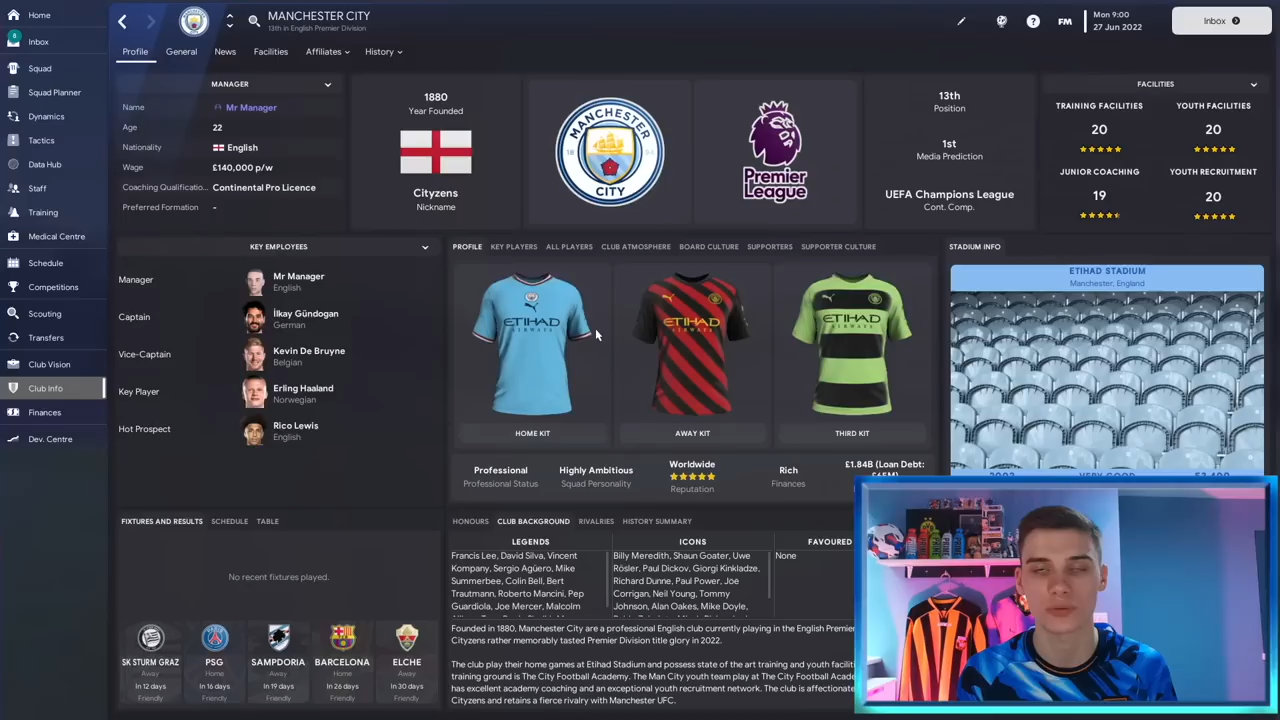 Home
Inbox
8
Squad
Squad Planner
Dynamics
Tactics
Data Hub
Staff
Training
Medical Centre
Schedule
Competitions
Scouting
Transfers
Club Vision
Club Info
Finances
Dev. Centre
MANCHESTER CITY
13th in English Premier Division
FM
Mon 9:00
27 Jun 2022
Inbox
Profile General News Facilities Affiliates History
MANAGER
Name Mr Manager
Age 22
Nationality English
Wage £140,000 p/w
Coaching Qualificatio... Continental Pro Licence
Preferred Formation -
1880
Year Founded
Cityzens
Nickname
MANCHESTER
18 94
CITY
Premier
League
13th
Position
1st
Media Prediction
UEFA Champions League
Cont. Comp.
FACILITIES
TRAINING FACILITIES YOUTH FACILITIES
20 20
JUNIOR COACHING YOUTH RECRUITMENT
19 20
KEY EMPLOYEES
Manager Mr Manager
English
Captain İlkay Gündogan
German
Vice-Captain Kevin De Bruyne
Belgian
Key Player Erling Haaland
Norwegian
Hot Prospect Rico Lewis
English
PROFILE KEY PLAYERS ALL PLAYERS CLUB ATMOSPHERE BOARD CULTURE SUPPORTERS SUPPORTER CULTURE
ETIHAD
AIRWAYS
ETIHAD
AIRWAYS
ETIHAD
AIRWAYS
HOME KIT AWAY KIT THIRD KIT
Professional
Professional Status
Highly Ambitious
Squad Personality
Worldwide
Reputation
Rich
Finances
£1.84B (Loan Debt:
STADIUM INFO
ETIHAD STADIUM
Manchester, England
FIXTURES AND RESULTS SCHEDULE TABLE
No recent fixtures played.
SK STURM GRAZ
Away
In 12 days
Friendly
PSG
Home
In 16 days
Friendly
SAMPDORIA
Away
In 19 days
Friendly
BARCELONA
Home
In 26 days
Friendly
ELCHE
Away
In 30 days
Friendly
HONOURS CLUB BACKGROUND RIVALRIES HISTORY SUMMARY
LEGENDS
Francis Lee, David Silva, Vincent
Kompany, Sergio Agüero, Mike
Summerbee, Colin Bell, Bert
Trautmann, Roberto Mancini, Pep
Guardiola, Joe Mercer, Malcolm
ICONS
Billy Meredith, Shaun Goater, Uwe
Rösler, Paul Dickov, Giorgi Kinkladze,
Richard Dunne, Paul Power, Joe
Corrigan, Neil Young, Tommy
Johnson, Alan Oakes, Mike Doyle,
FAVOURED
None
Founded in 1880, Manchester City are a professional English club currently playing in the English Premier
Cityzens rather memorably tasted Premier Division title glory in 2022.
The club play their home games at Etihad Stadium and possess state of the art training and youth facili
training ground is The City Football Academy. The Man City youth team play at The City Football Acade
has excellent academy coaching and an exceptional youth recruitment network. The club is affectionate
Cityzens and retains a fierce rivalry with Manchester UFC.